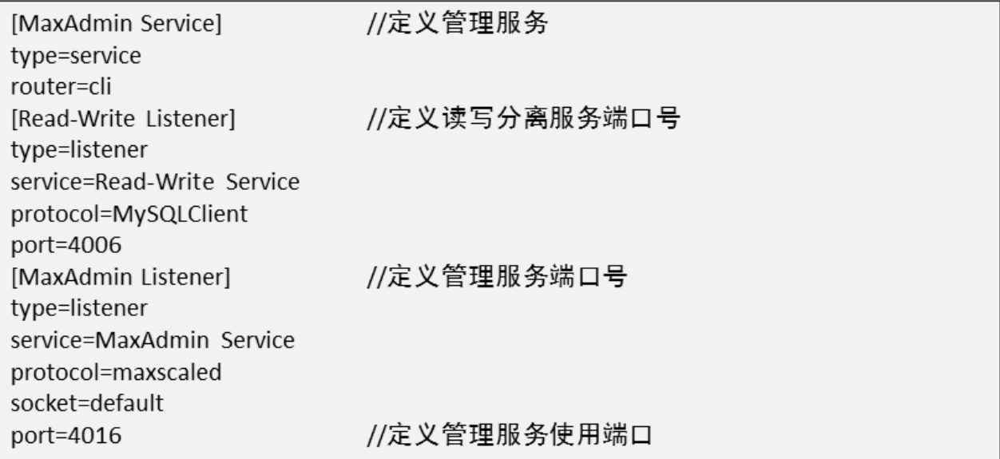 [MaxAdmin Service] //定义管理服务
type=service
router=cli
[Read-Write Listener] //定义读写分离服务端口号
type=listener
service=Read-Write Service
protocol=MySQLClient
port=4006
[MaxAdmin Listener] //定义管理服务端口号
type=listener
service=MaxAdmin Service
protocol=maxscaled
socket=default
port=4016 //定义管理服务使用端口